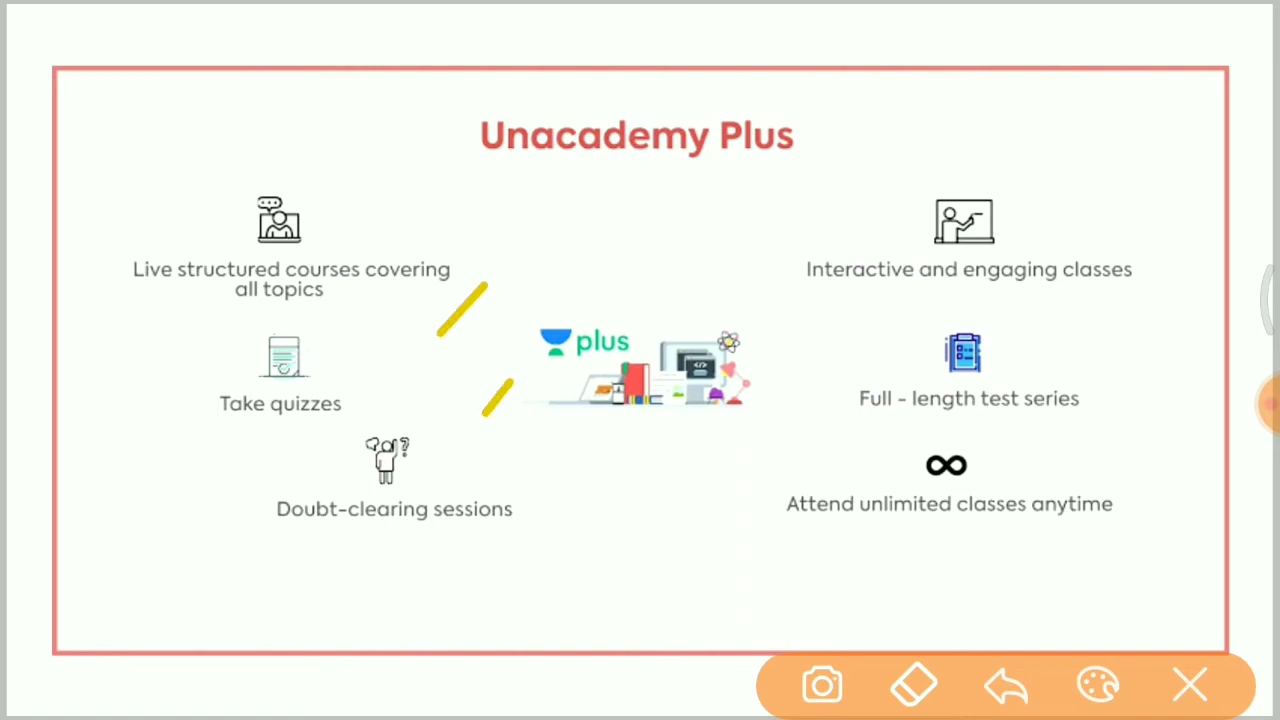 Unacademy Plus
Live structured courses covering
all topics
Interactive and engaging classes
plus
Take quizzes
Full - length test series
Doubt-clearing sessions
Attend unlimited classes anytime